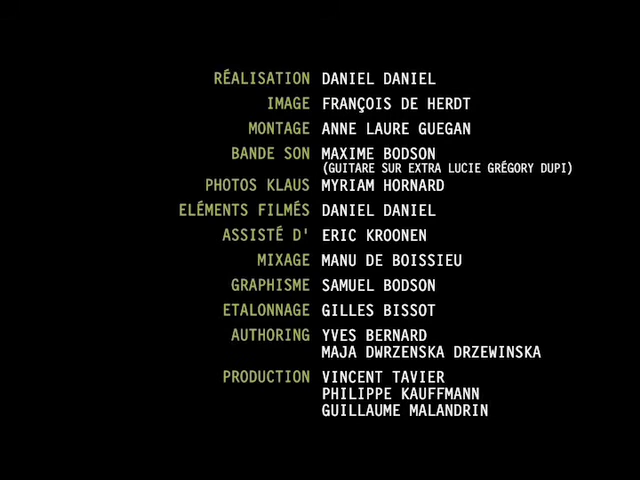 RÉALISATION DANIEL DANIEL
IMAGE FRANÇOIS DE HERDT
MONTAGE ANNE LAURE GUEGAN
BANDE SON MAXIME BODSON
(GUITARE SUR EXTRA LUCIE GRÉGORY DUPI)
PHOTOS KLAUS MYRIAM HORNARD
ELÉMENTS FILMÉS DANIEL DANIEL
ASSISTÉ D' ERIC KROONEN
MIXAGE MANU DE BOISSIEU
GRAPHISME SAMUEL BODSON
ETALONNAGE GILLES BISSOT
AUTHORING YVES BERNARD
MAJA DWRZENSKA DRZEWINSKA
PRODUCTION VINCENT TAVIER
PHILIPPE KAUFFMANN
GUILLAUME MALANDRIN